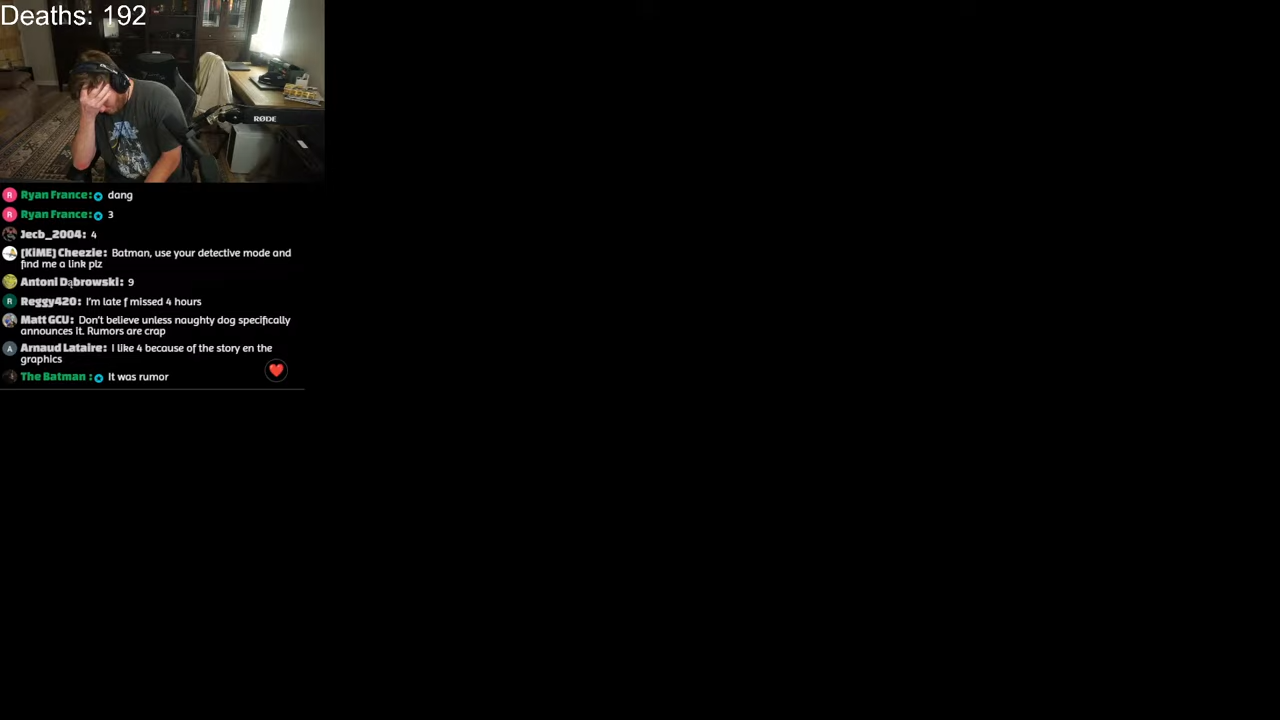 Deaths: 192
RØDE
R Ryan France: dang
R Ryan France: 3
Jecb_2004: 4
[KiME] Cheezie: Batman, use your detective mode and
find me a link plz
Antoni Dąbrowski: 9
R Reggy420: I'm late f missed 4 hours
Matt GCU: Don't believe unless naughty dog specifically
announces it. Rumors are crap
A Arnaud Lataire: I like 4 because of the story en the
graphics
The Batman : It was rumor